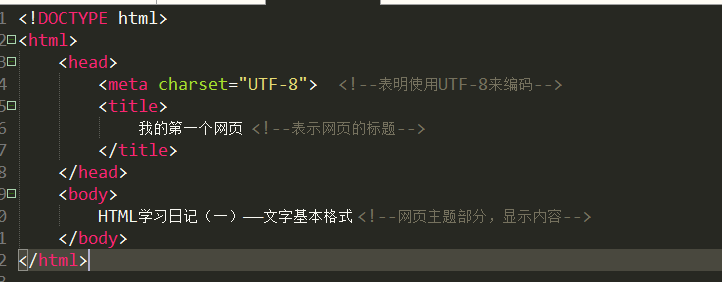 1 <!DOCTYPE html>
2 <html>
3 <head>
4 <meta charset="UTF-8"> <!--表明使用UTF-8来编码-->
5 <title>
6 我的第一个网页 <!--表示网页的标题-->
7 </title>
8 </head>
9 <body>
0 HTML学习日记（一）——文字基本格式 <!--网页主题部分，显示内容-->
1 </body>
2 </html>